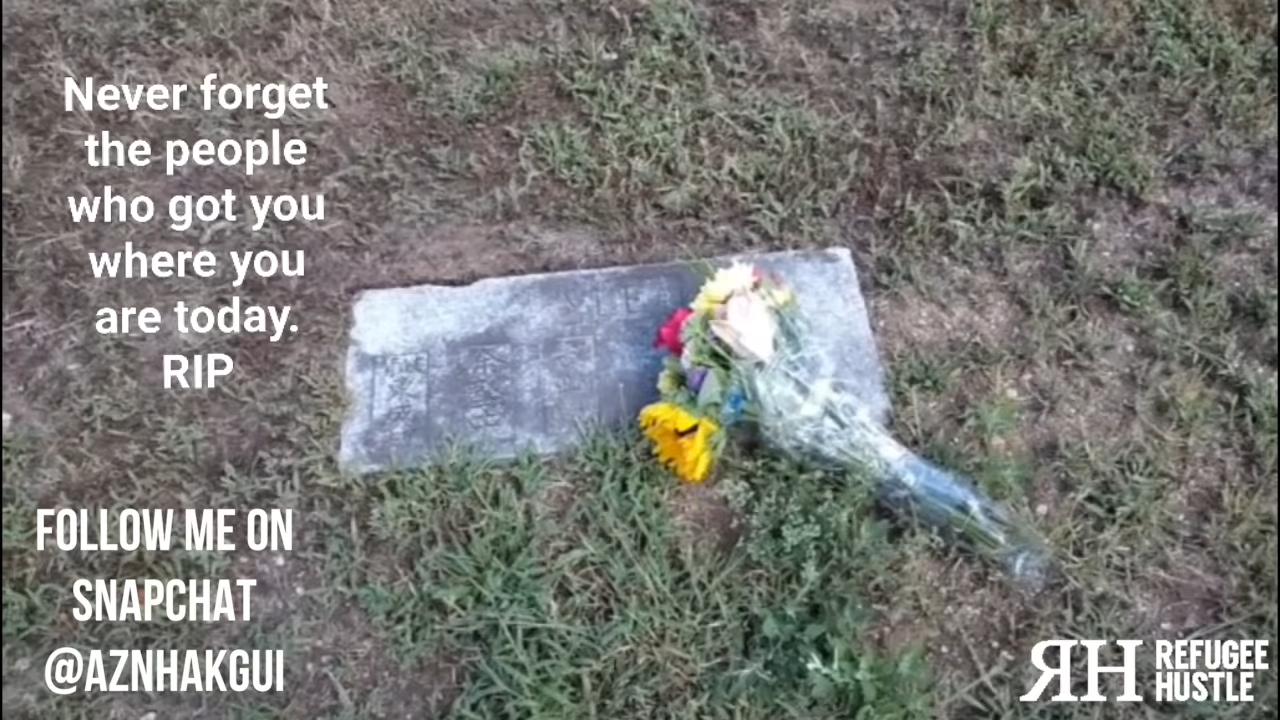 Never forget
the people
who got you
where you
are today.
RIP
FOLLOW ME ON
SNAPCHAT
@AZNHAKGUI
RH REFUGEE
HUSTLE